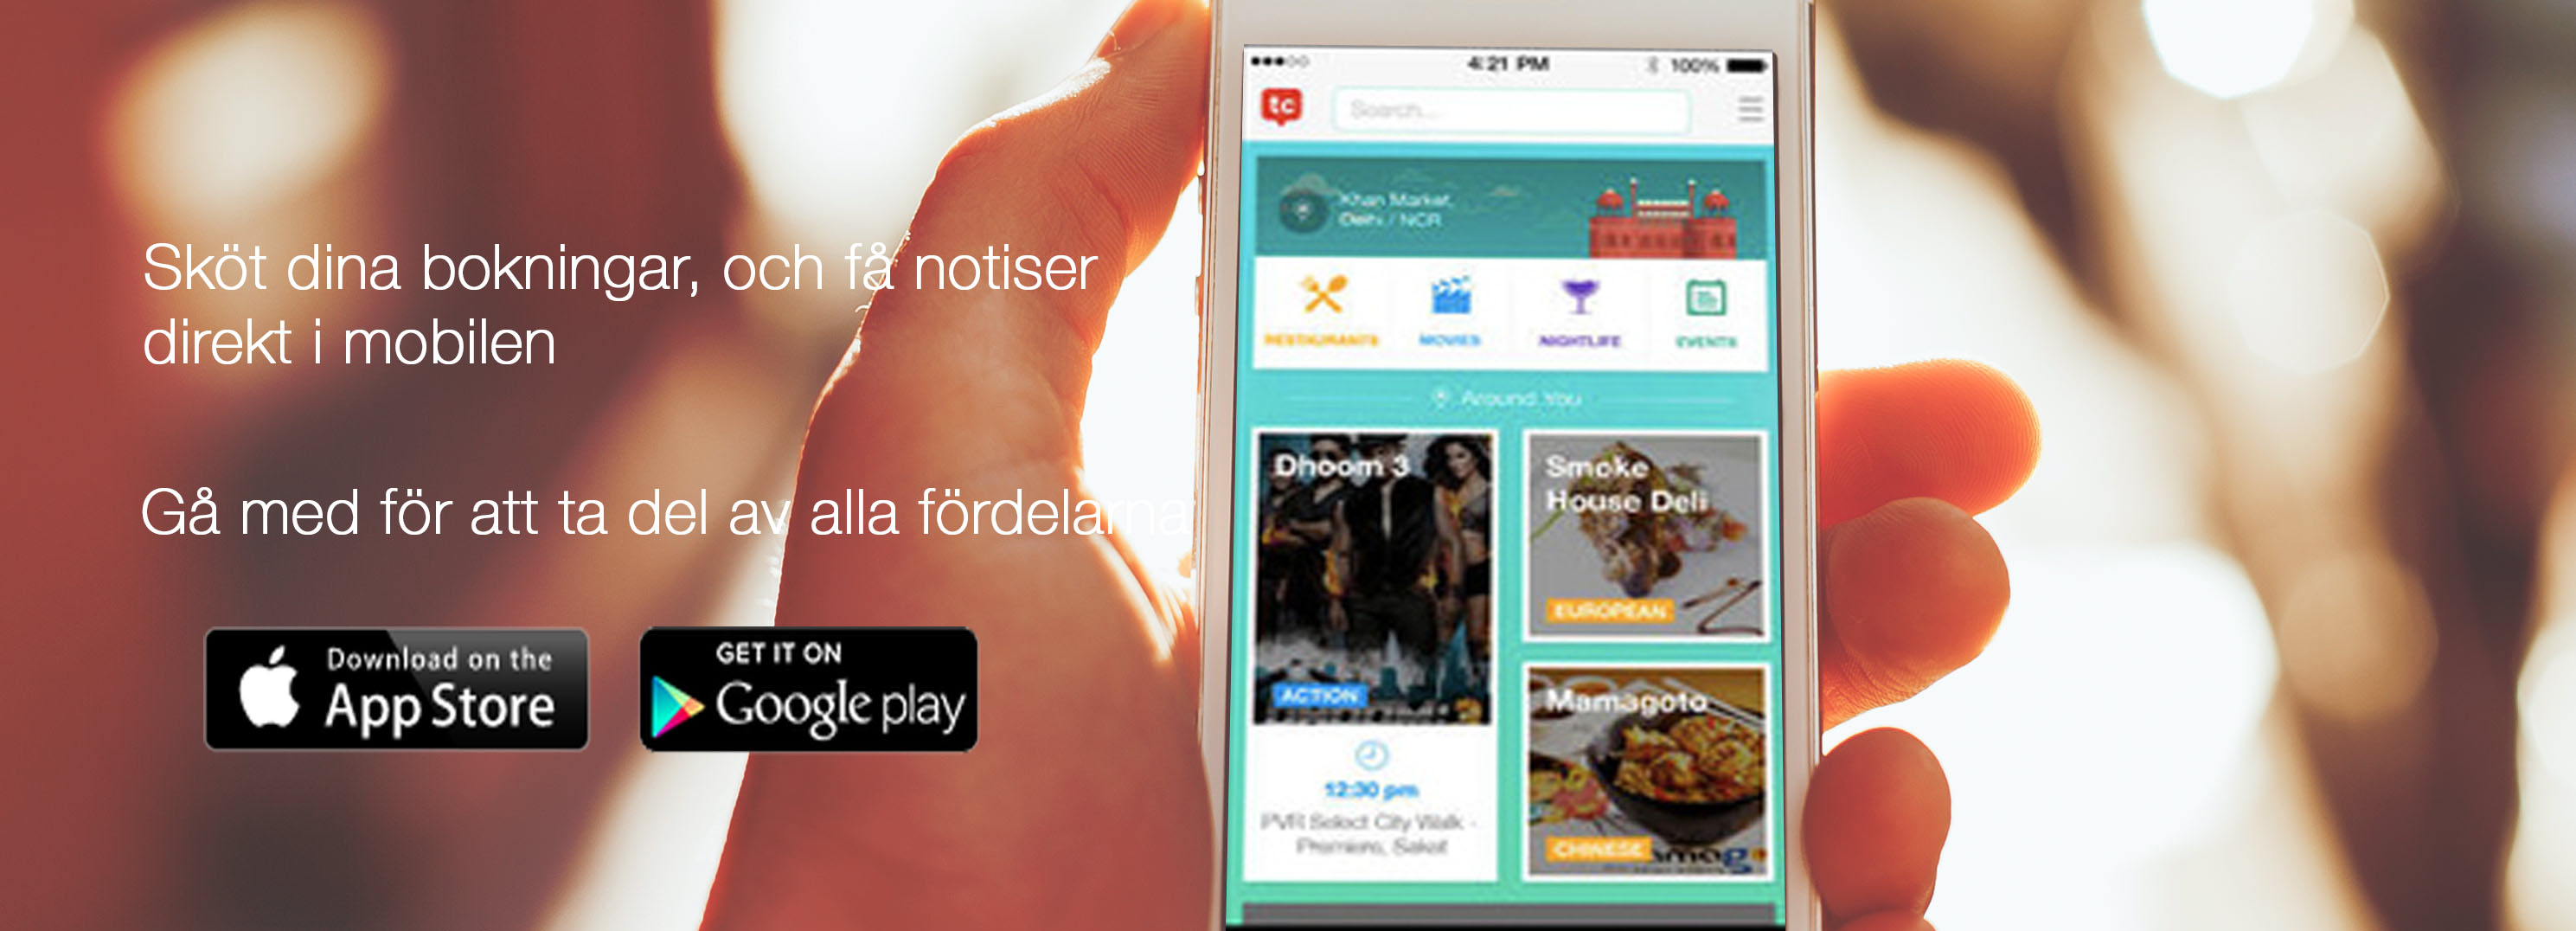 Sköt dina bokningar, och få notiser
direkt i mobilen
Gå med för att ta del av alla fördelarna
Download on the
App Store
GET IT ON
Google play
4:21 PM
100%
tc
Search...
Khan Market,
Delhi / NCR
RESTAURANTS
MOVIES
NIGHTLIFE
EVENTS
Around You
Dhoom 3
ACTION
12:30 pm
PVR Select City Walk -
Premiere, Saket
Smoke
House Deli
EUROPEAN
Mamagoto
CHINESE